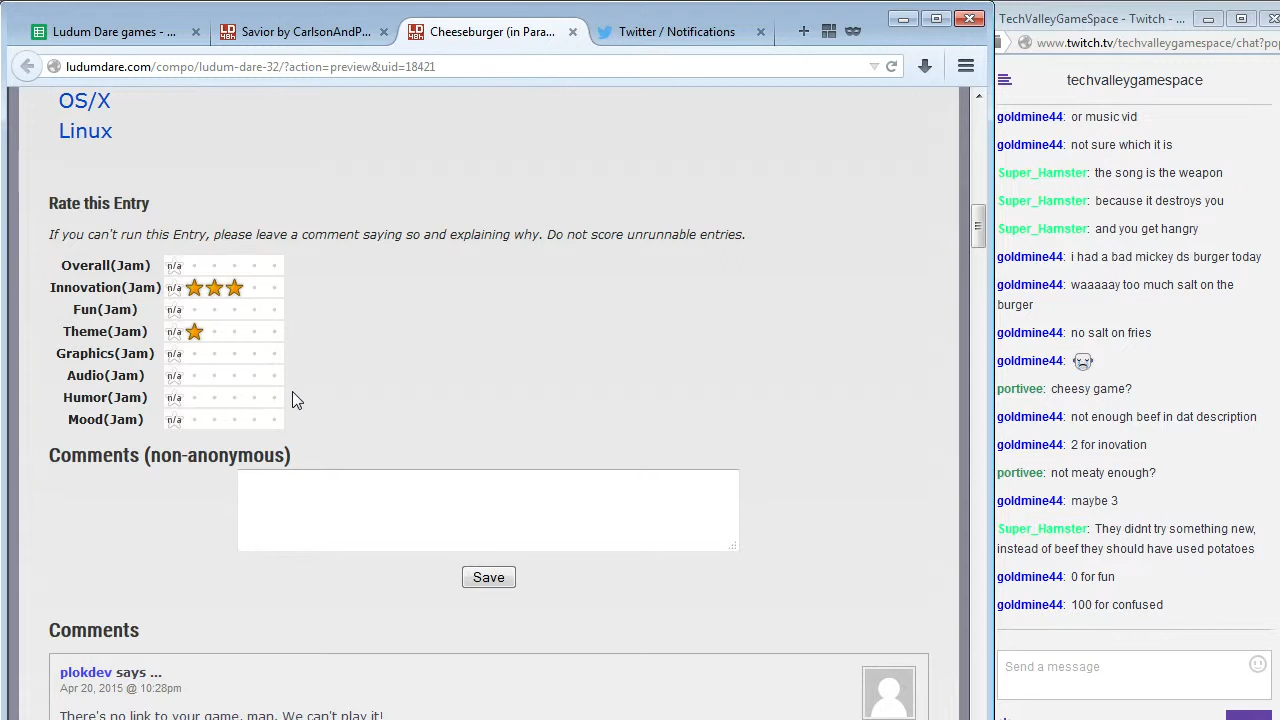 Ludum Dare games - ...
Savior by CarlsonAndP...
Cheeseburger (in Para...
Twitter / Notification...
TechValleyGameSpace - Twitch - ...
ludumdare.com/compo/ludum-dare-32/?action=preview&uid=18421
www.twitch.tv/techvalleygamespace/chat?po
OS/X
Linux
Rate this Entry
If you can't run this Entry, please leave a comment saying so and explaining why. Do not score unrunnable entries.
Overall(Jam) n/a
Innovation(Jam) n/a
Fun(Jam) n/a
Theme(Jam) n/a
Graphics(Jam) n/a
Audio(Jam) n/a
Humor(Jam) n/a
Mood(Jam) n/a
Comments (non-anonymous)
Save
Comments
plokdev says ...
Apr 20, 2015 @ 10:28pm
There's no link to your game, man. We can't play it!
techvalleygamespace
goldmine44: or music vid
goldmine44: not sure which it is
Super_Hamster: the song is the weapon
Super_Hamster: because it destroys you
Super_Hamster: and you get hangry
goldmine44: i had a bad mickey ds burger today
goldmine44: waaaaay too much salt on the
burger
goldmine44: no salt on fries
goldmine44:
portivee: cheesy game?
goldmine44: not enough beef in dat description
goldmine44: 2 for inovation
portivee: not meaty enough?
goldmine44: maybe 3
Super_Hamster: They didnt try something new,
instead of beef they should have used potatoes
goldmine44: 0 for fun
goldmine44: 100 for confused
Send a message